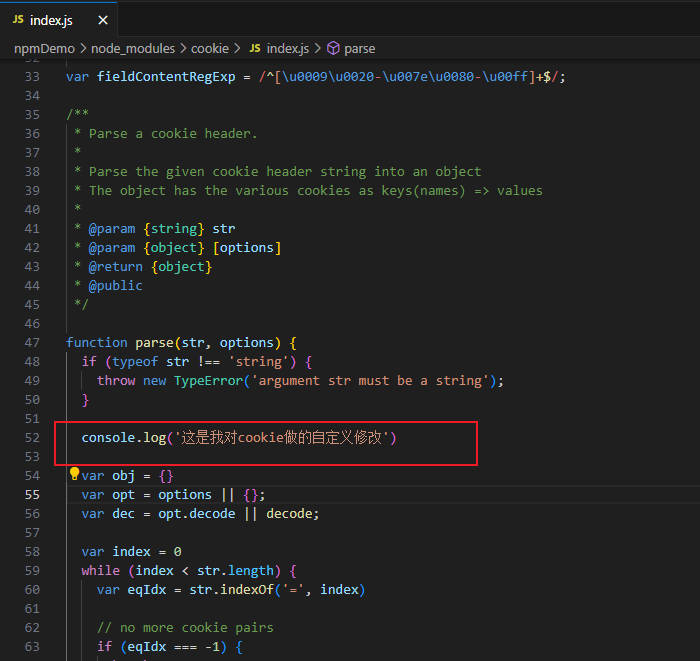 JS index.js ×
npmDemo > node_modules > cookie > JS index.js > parse
33 var fieldContentRegExp = /^[\u0009\u0020-\u007e\u0080-\u00ff]+$/;
34
35 /**
36  * Parse a cookie header.
37  *
38  * Parse the given cookie header string into an object
39  * The object has the various cookies as keys(names) => values
40  *
41  * @param {string} str
42  * @param {object} [options]
43  * @return {object}
44  * @public
45  */
46
47 function parse(str, options) {
48   if (typeof str !== 'string') {
49     throw new TypeError('argument str must be a string');
50   }
51
52   console.log('这是我对cookie做的自定义修改')
53
54   var obj = {}
55   var opt = options || {};
56   var dec = opt.decode || decode;
57
58   var index = 0
59   while (index < str.length) {
60     var eqIdx = str.indexOf('=', index)
61
62     // no more cookie pairs
63     if (eqIdx === -1) {